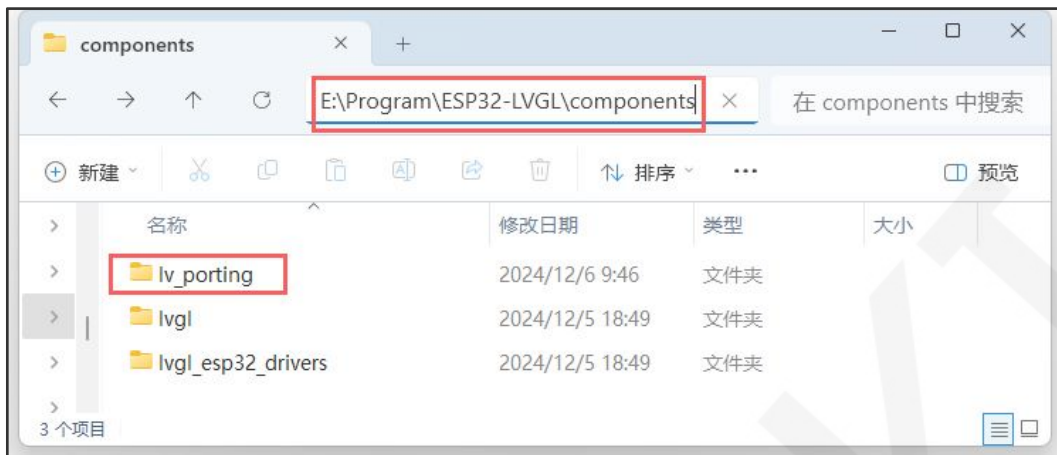 components
E:\Program\ESP32-LVGL\components
在 components 中搜索
新建
排序
预览
名称 修改日期 类型 大小
lv_porting 2024/12/6 9:46 文件夹
lvgl 2024/12/5 18:49 文件夹
lvgl_esp32_drivers 2024/12/5 18:49 文件夹
3 个项目